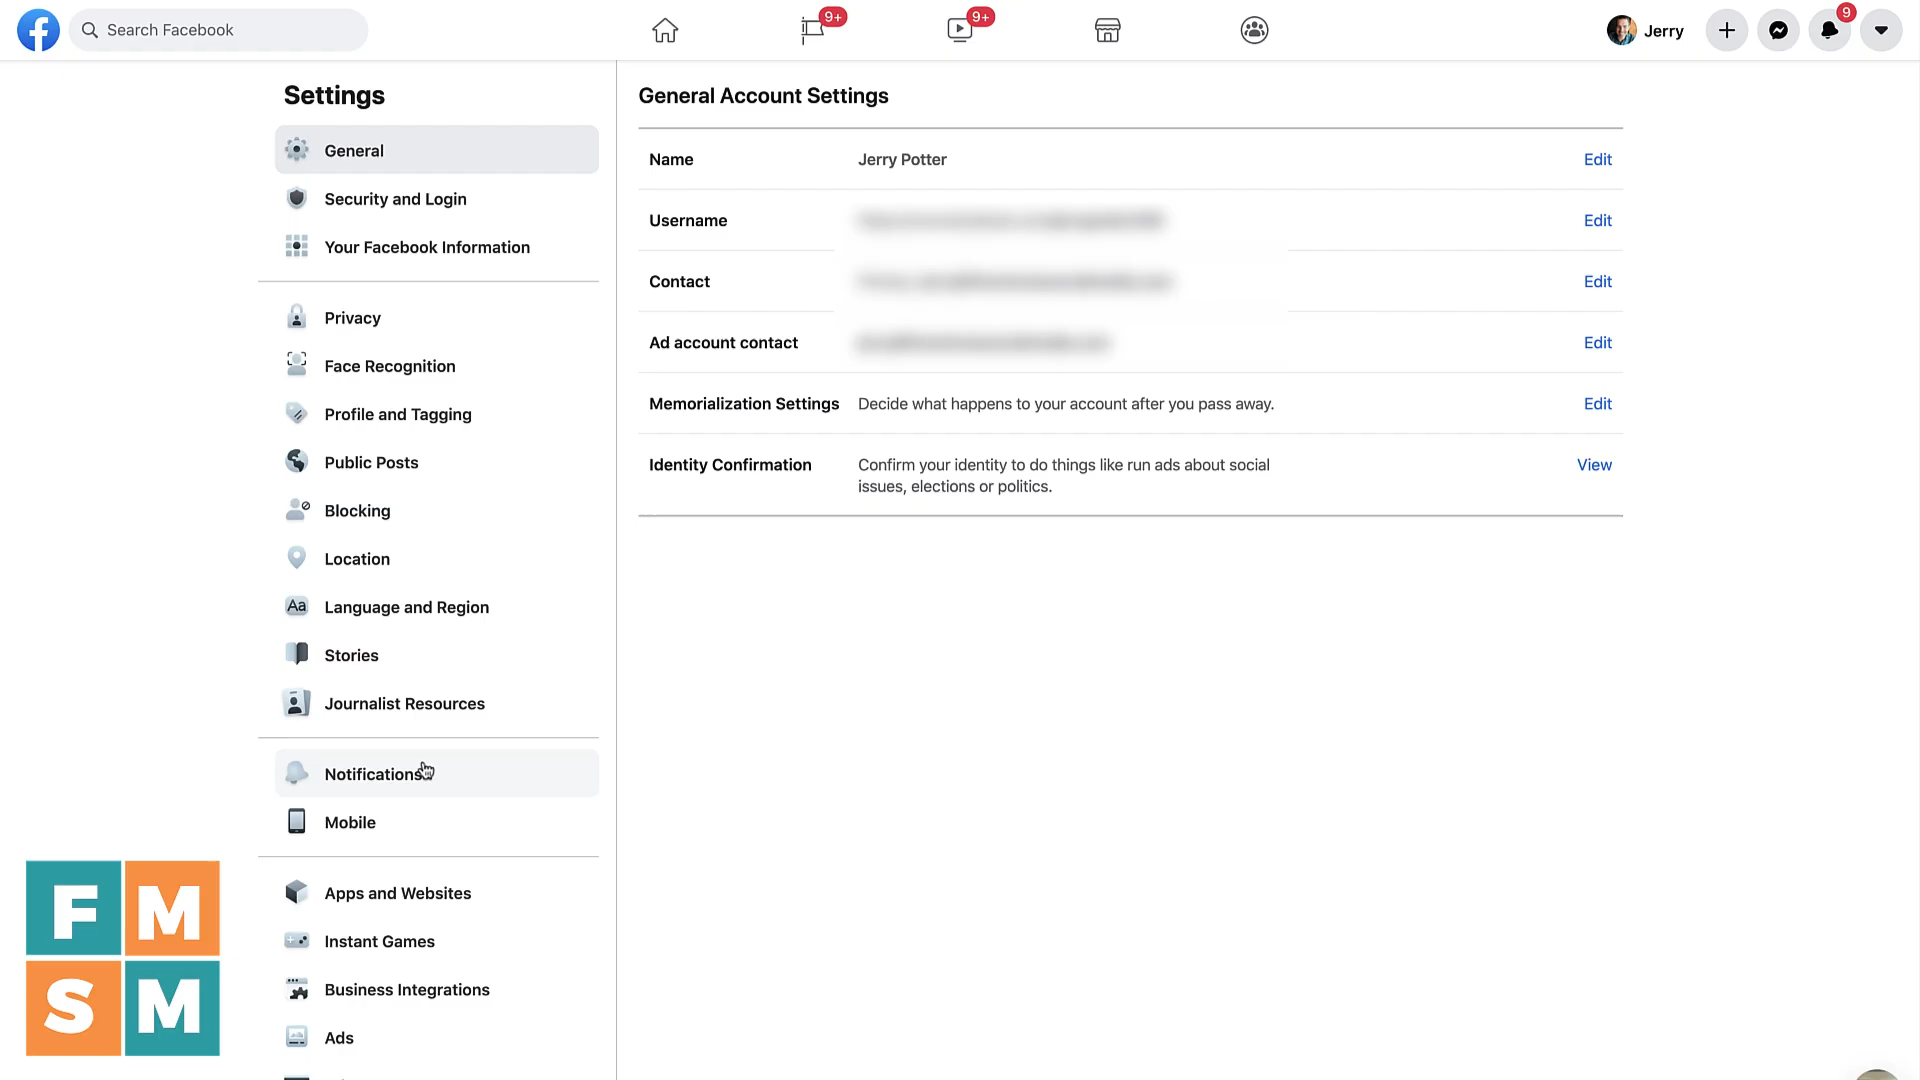 Search Facebook
9+
9+
Jerry
9
Settings
General
Security and Login
Your Facebook Information
Privacy
Face Recognition
Profile and Tagging
Public Posts
Blocking
Location
Aa
Language and Region
Stories
Journalist Resources
Notifications
Mobile
Apps and Websites
Instant Games
Business Integrations
Ads
General Account Settings
Name Jerry Potter Edit
Username Edit
Contact Edit
Ad account contact Edit
Memorialization Settings Decide what happens to your account after you pass away. Edit
Identity Confirmation Confirm your identity to do things like run ads about social View
issues, elections or politics.
F M
S M